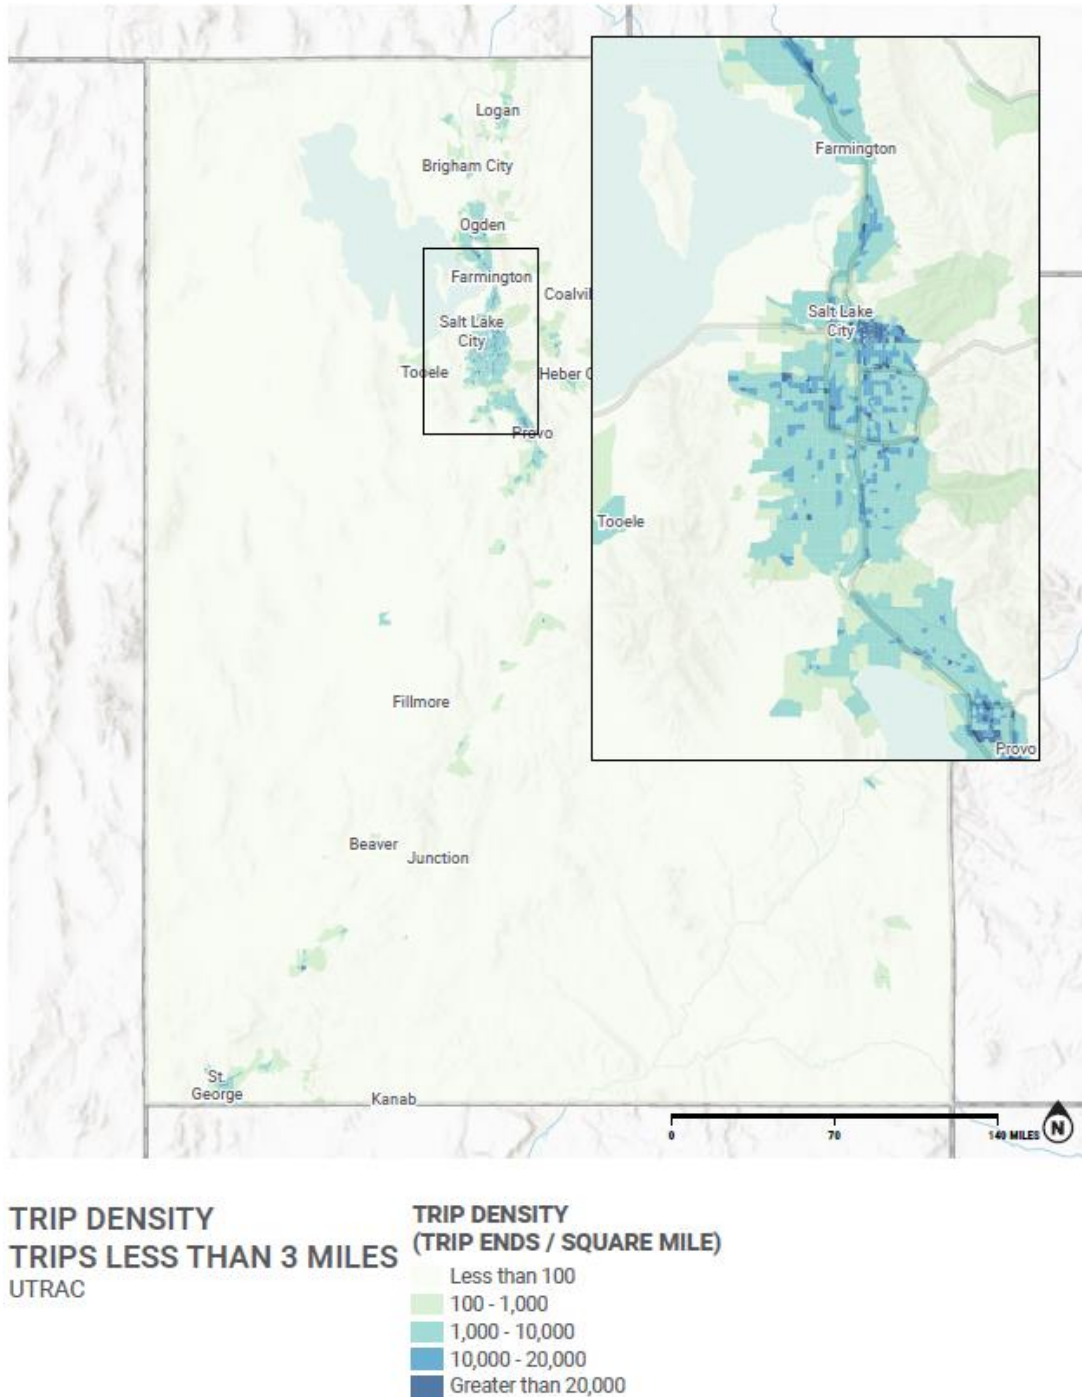 Logan
Brigham City
Ogden
Farmington
Coalvil
Salt Lake
City
Tooele
Heber C
Provo
Farmington
Salt Lake
City
Tooele
Provo
Fillmore
Beaver
Junction
St.
George
Kanab
0 70 140 MILES
N
TRIP DENSITY
TRIPS LESS THAN 3 MILES
UTRAC
TRIP DENSITY
(TRIP ENDS / SQUARE MILE)
Less than 100
100 - 1,000
1,000 - 10,000
10,000 - 20,000
Greater than 20,000